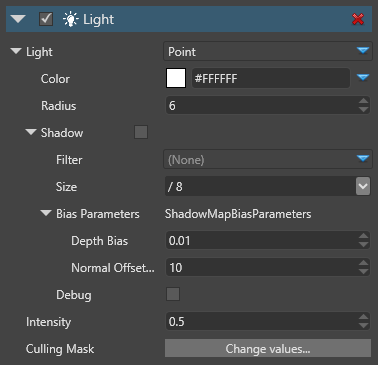 Light
Light Point
Color #FFFFFF
Radius 6
Shadow
Filter (None)
Size / 8
Bias Parameters ShadowMapBiasParameters
Depth Bias 0.01
Normal Offset... 10
Debug
Intensity 0.5
Culling Mask Change values...